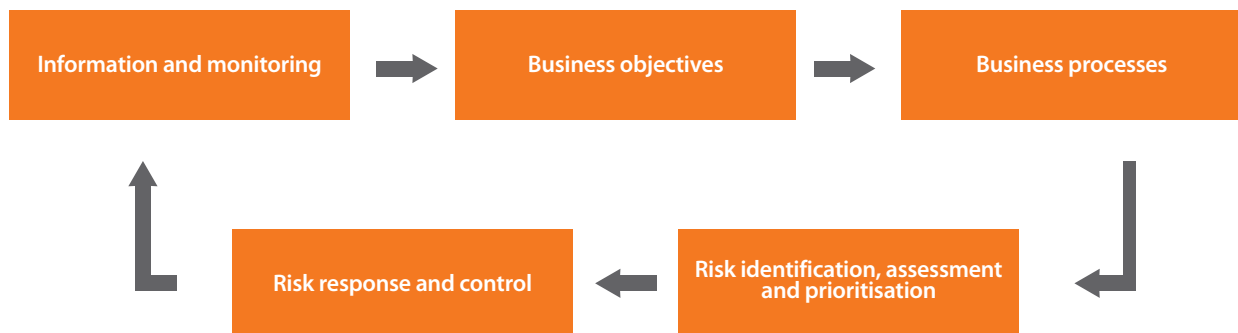 Information and monitoring
Business objectives
Business processes
Risk response and control
Risk identification, assessment
and prioritisation